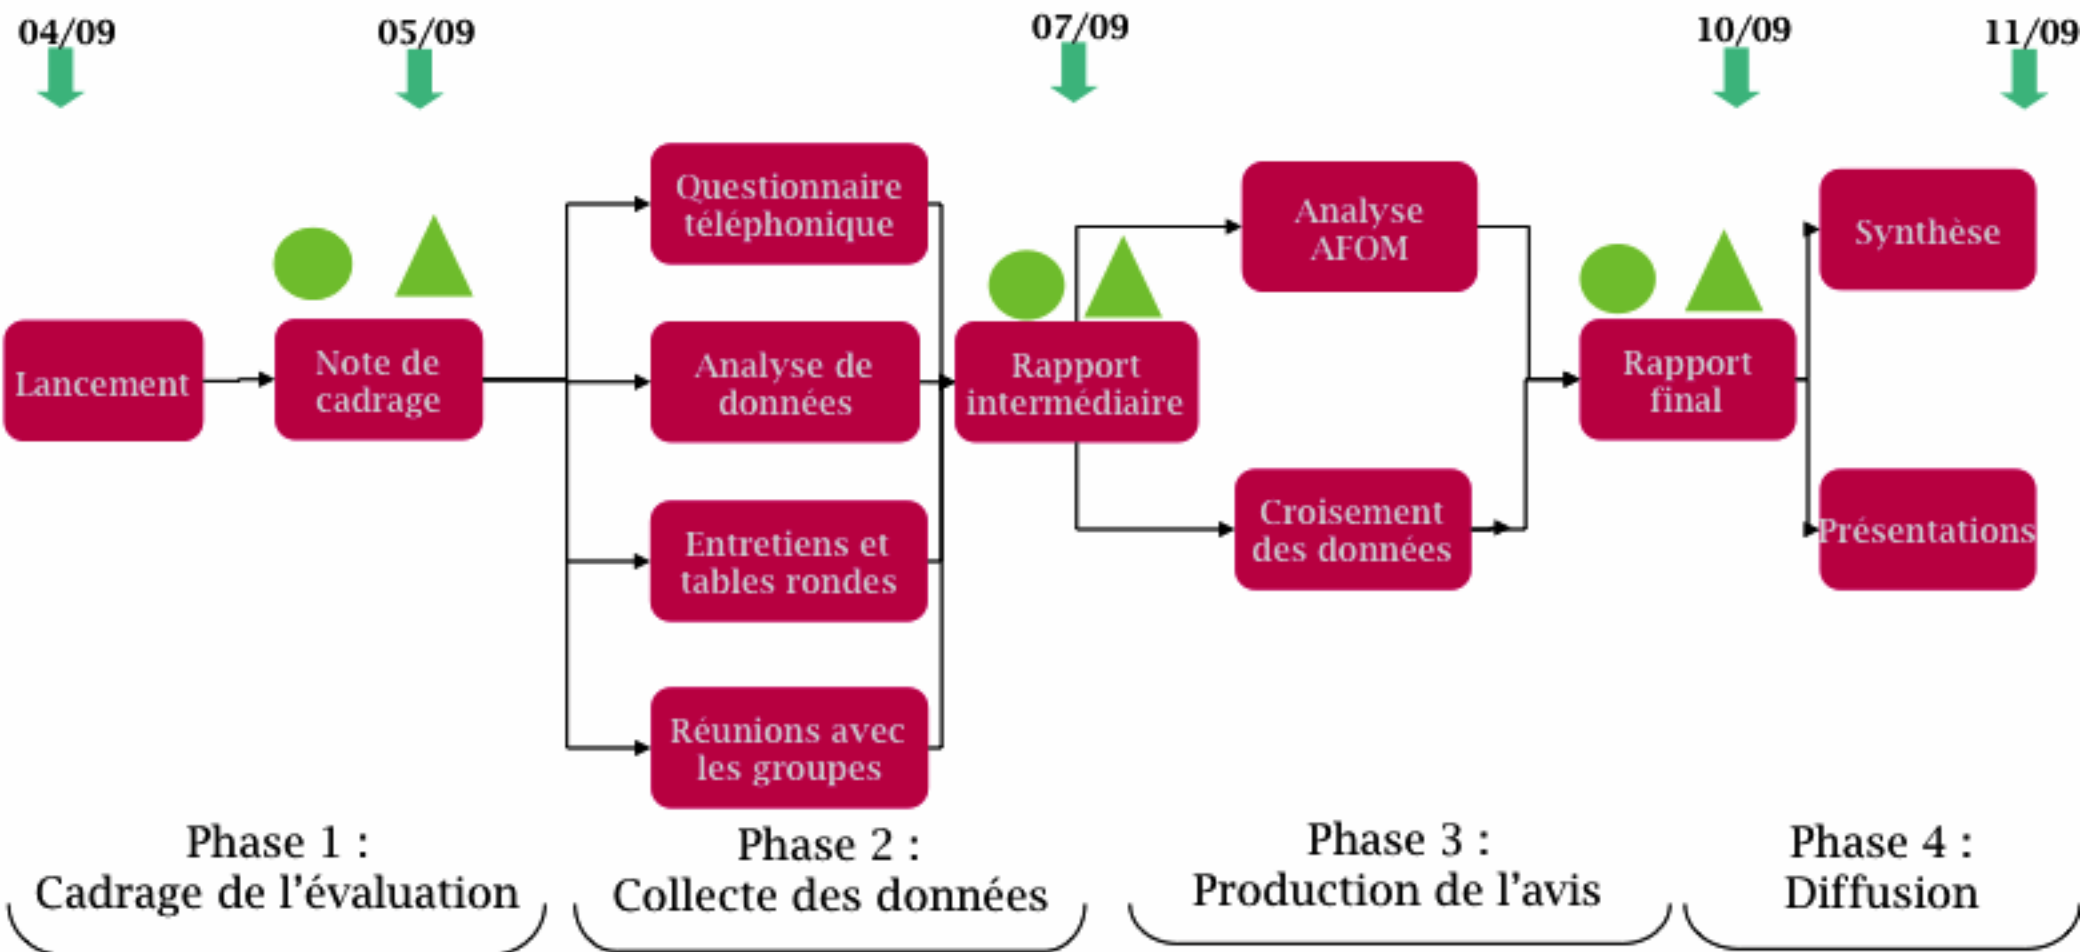 04/09
05/09
07/09
10/09
11/09
Lancement
Note de
cadrage
Questionnaire
téléphonique
Analyse de
données
Entretiens et
tables rondes
Réunions avec
les groupes
Rapport
intermédiaire
Analyse
AFOM
Croisement
des données
Rapport
final
Synthèse
Présentations
Phase 1 :
Cadrage de l'évaluation
Phase 2 :
Collecte des données
Phase 3 :
Production de l'avis
Phase 4 :
Diffusion